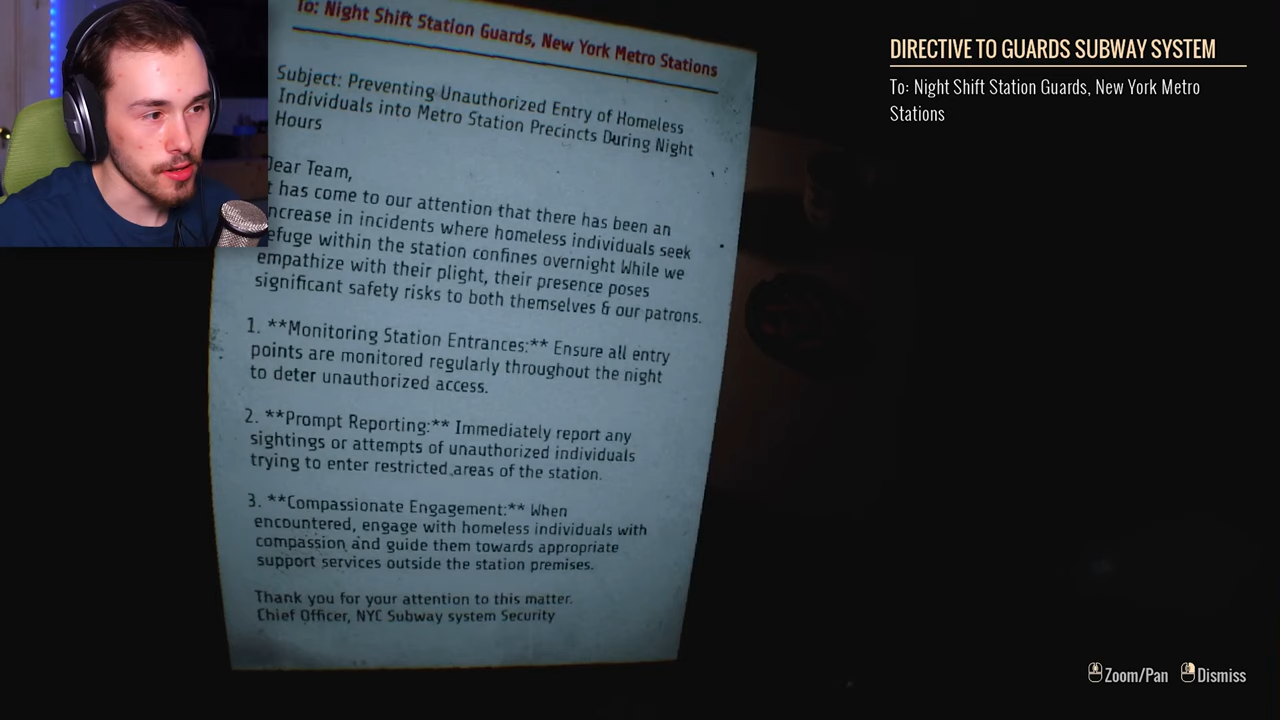 To: Night Shift Station Guards, New York Metro Stations
Subject: Preventing Unauthorized Entry of Homeless
Individuals into Metro Station Precincts During Night
Hours
Dear Team,
t has come to our attention that there has been an
ncrease in incidents where homeless individuals seek
efuge within the station confines overnight While we
empathize with their plight, their presence poses
significant safety risks to both themselves & our patrons.
1. **Monitoring Station Entrances:** Ensure all entry
points are monitored regularly throughout the night
to deter unauthorized access.
2. **Prompt Reporting:** Immediately report any
sightings or attempts of unauthorized individuals
trying to enter restricted areas of the station.
3. **Compassionate Engagement:** When
encountered, engage with homeless individuals with
compassion and guide them towards appropriate
support services outside the station premises.
Thank you for your attention to this matter.
Chief Officer, NYC Subway system Security
DIRECTIVE TO GUARDS SUBWAY SYSTEM
To: Night Shift Station Guards, New York Metro
Stations
Zoom/Pan Dismiss